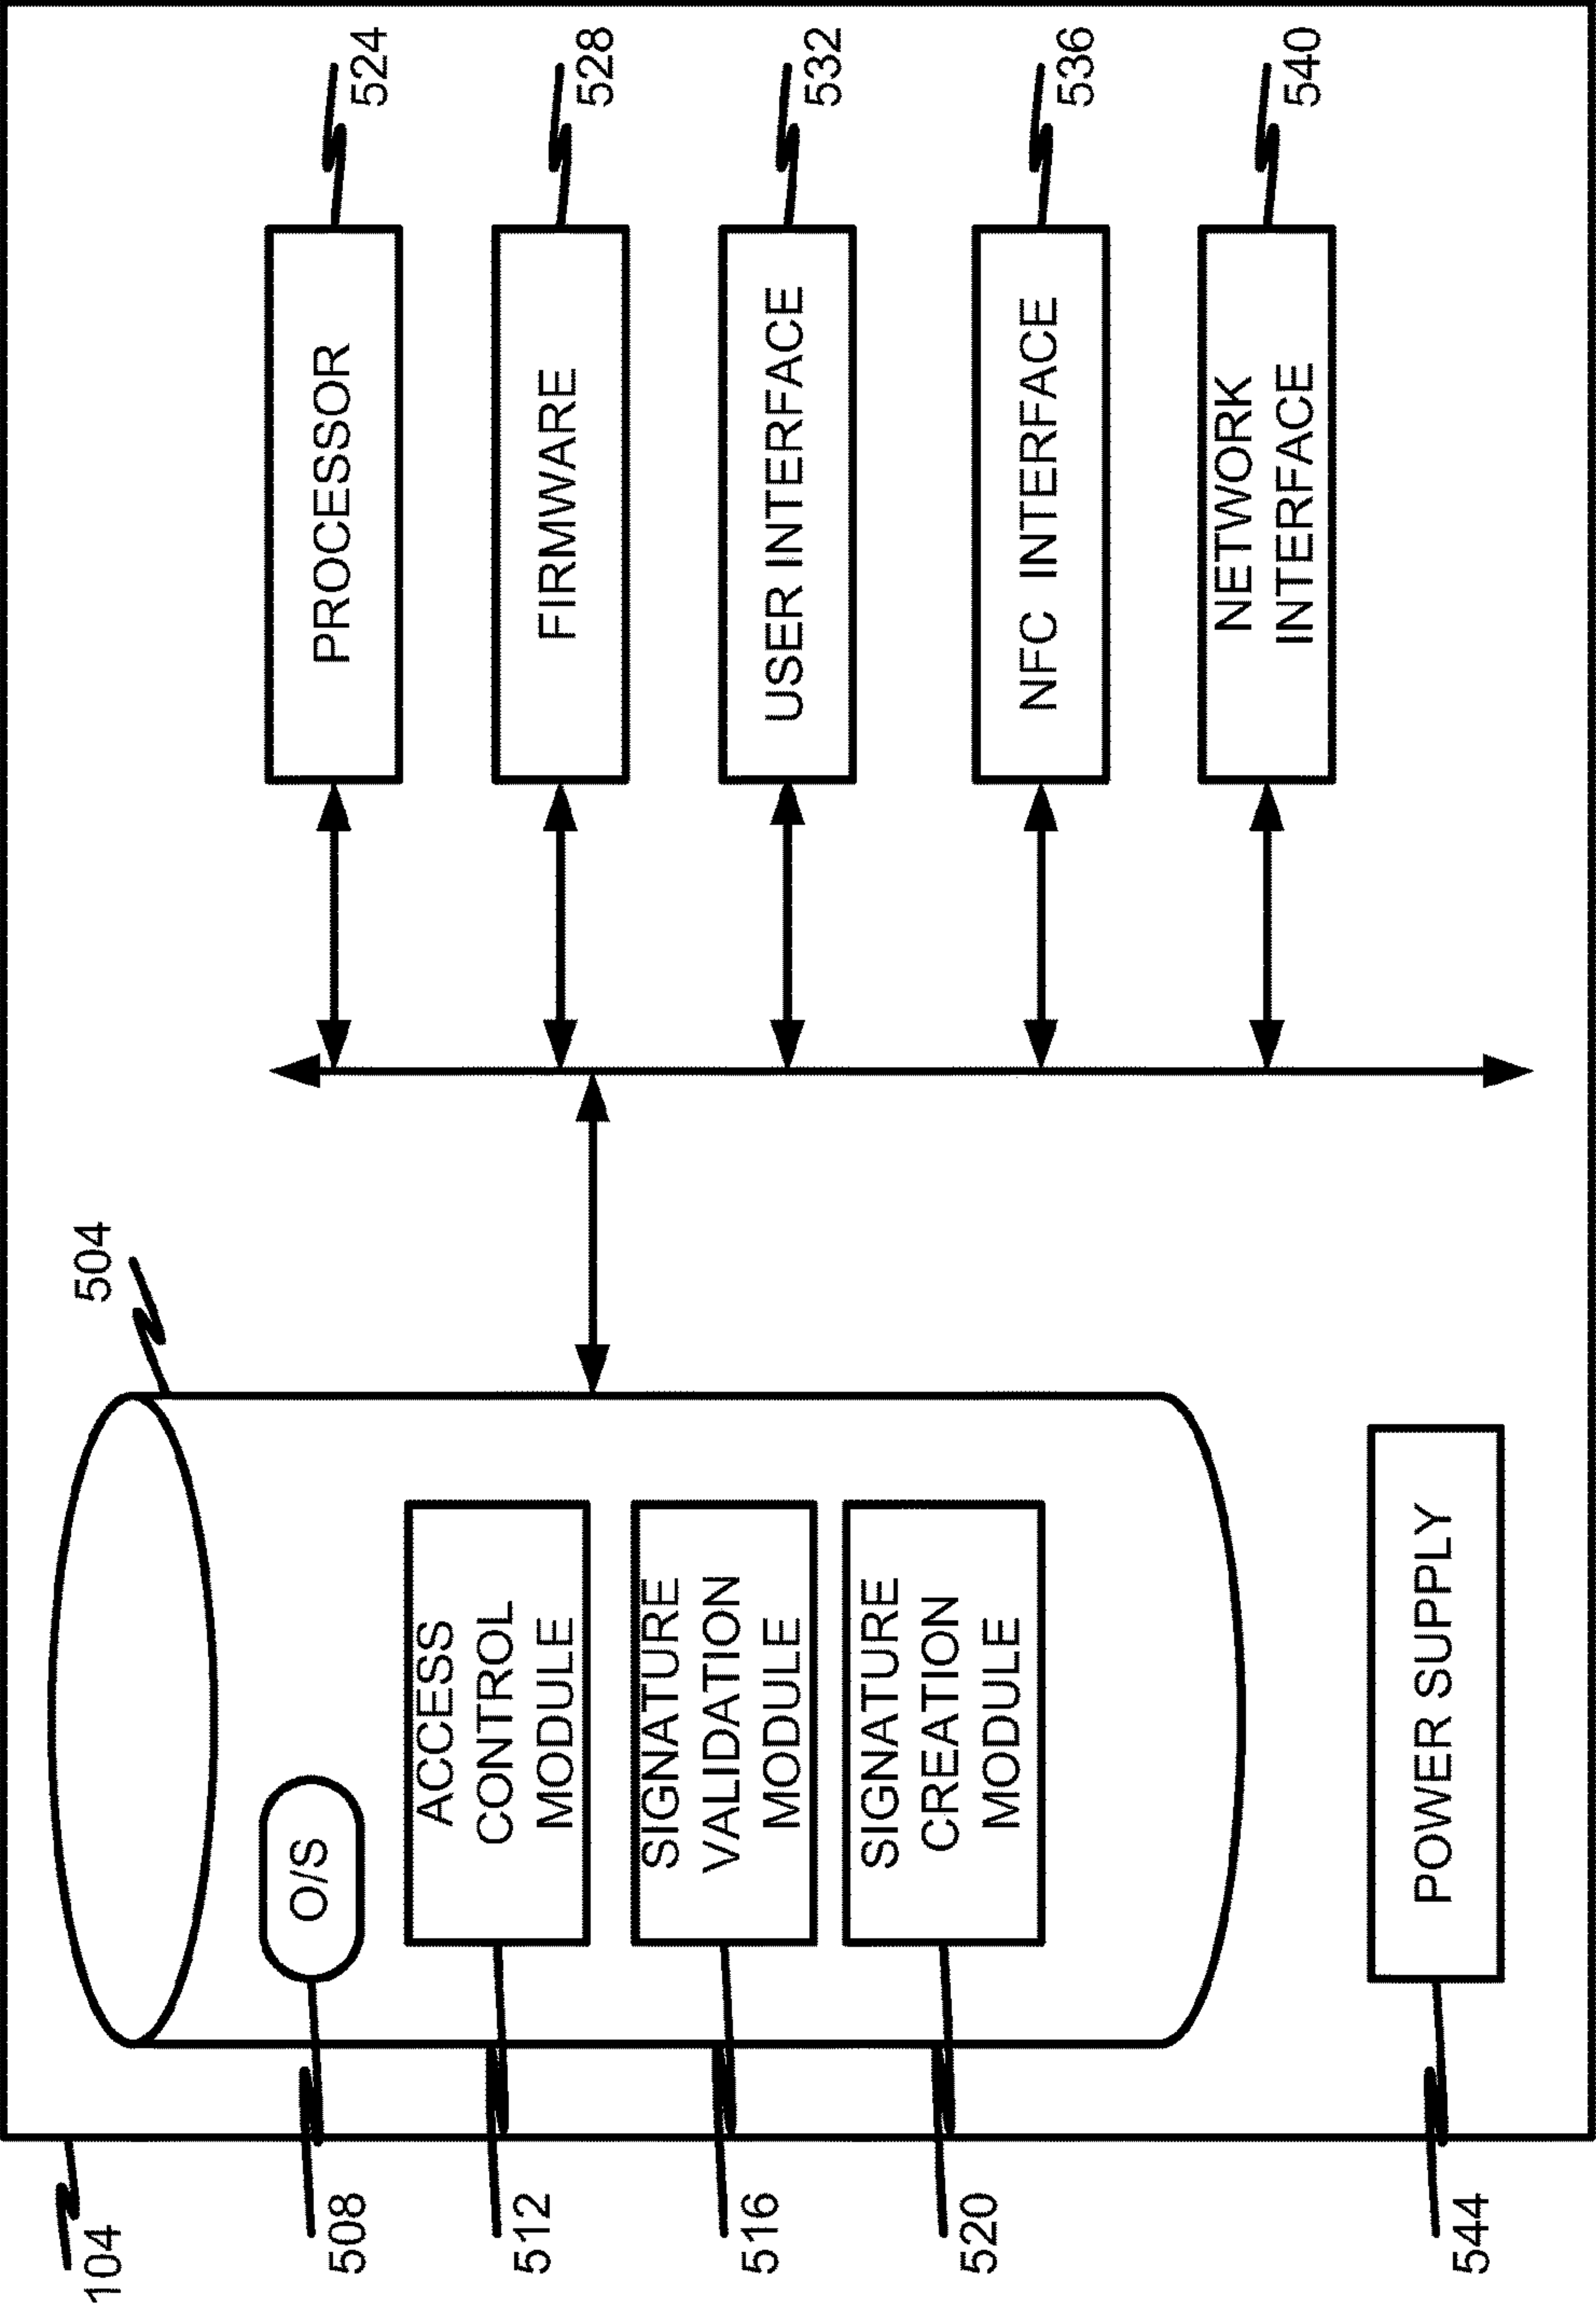 104
504
508
O/S
512
ACCESS
CONTROL
MODULE
516
SIGNATURE
VALIDATION
MODULE
520
SIGNATURE
CREATION
MODULE
544
POWER SUPPLY
PROCESSOR
524
FIRMWARE
528
USER INTERFACE
532
NFC INTERFACE
536
NETWORK
INTERFACE
540